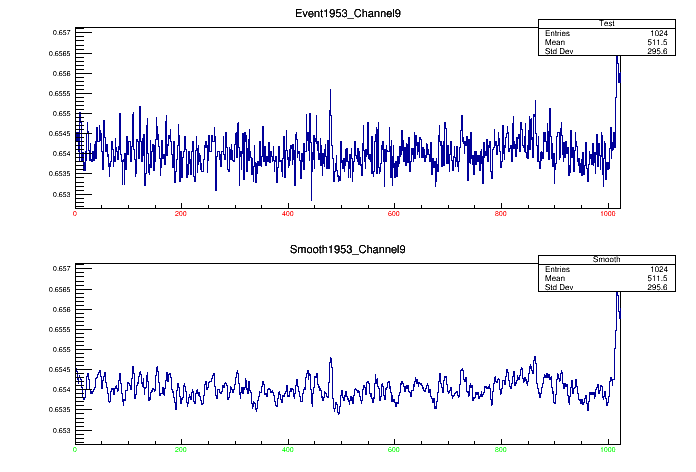 Event1953_Channel9
Test
Entries 1024
Mean 511.5
Std Dev 295.6
0.657
0.6565
0.656
0.6555
0.655
0.6545
0.654
0.6535
0.653
0 200 400 600 800 1000
Smooth1953_Channel9
Smooth
Entries 1024
Mean 511.5
Std Dev 295.6
0.657
0.6565
0.656
0.6555
0.655
0.6545
0.654
0.6535
0.653
0 200 400 600 800 1000